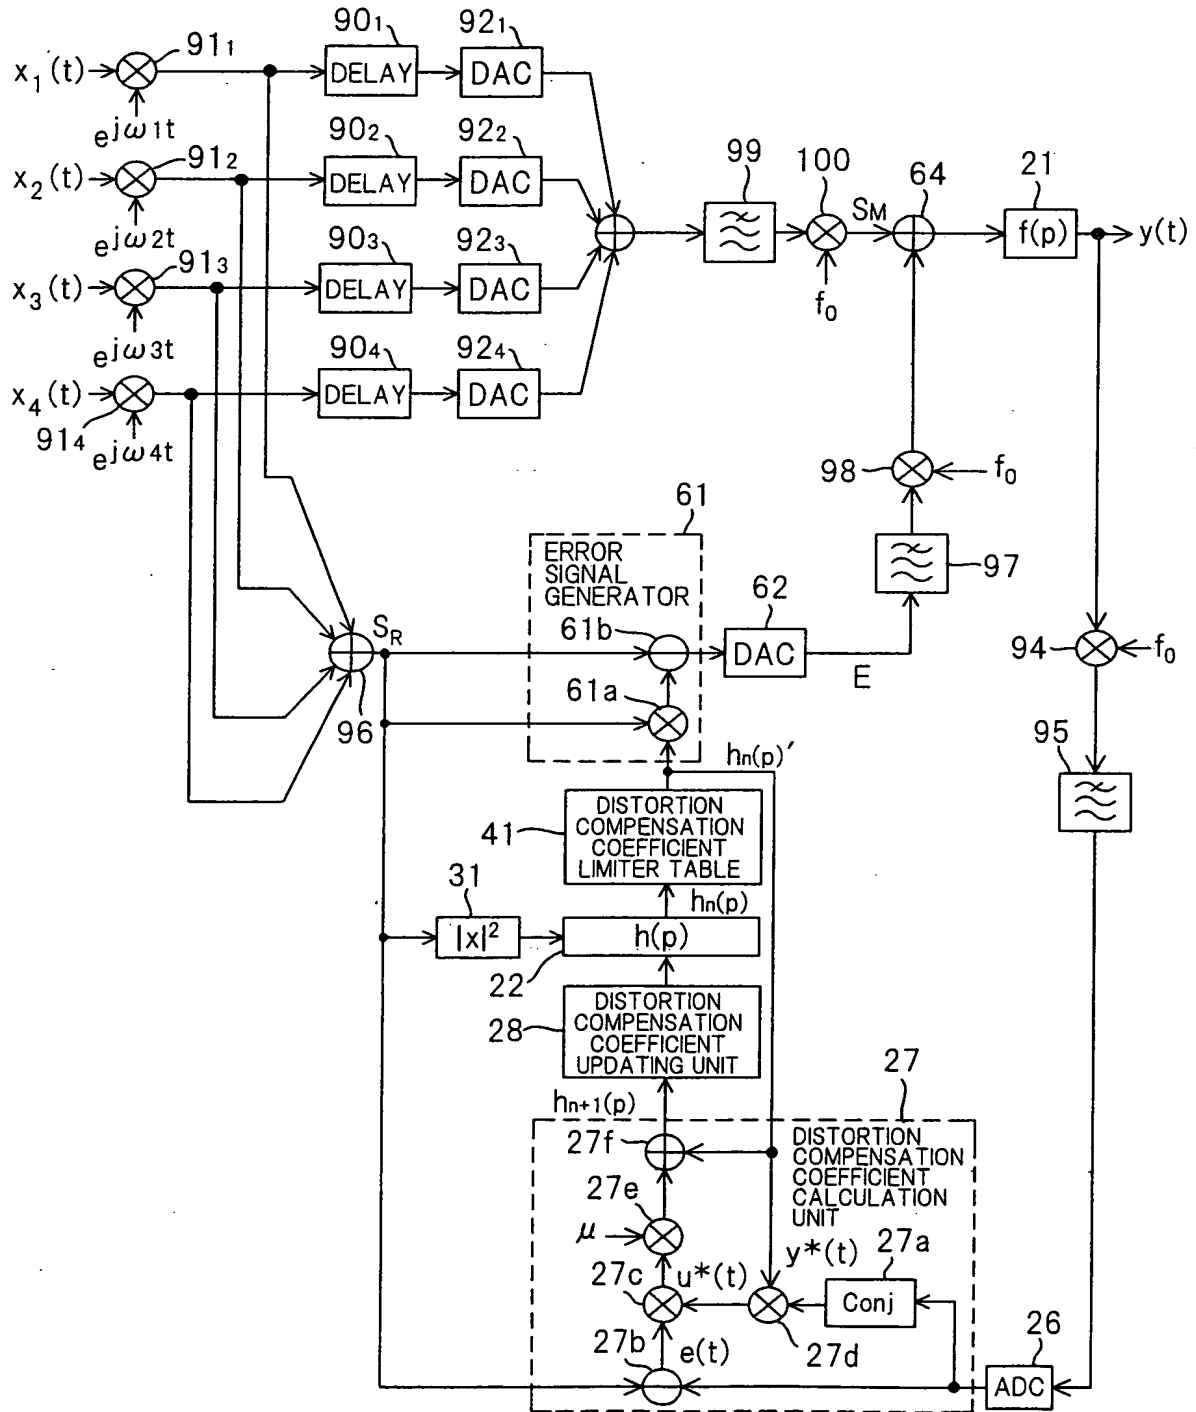 90₁
92₁
91₁
x₁(t)
DELAY
DAC
e^jω1t
90₂
92₂
91₂
x₂(t)
DELAY
DAC
99
100
64
21
S_M
f(p)
y(t)
e^jω2t
90₃
92₃
91₃
x₃(t)
DELAY
DAC
f₀
e^jω3t
90₄
92₄
x₄(t)
DELAY
DAC
91₄
e^jω4t
98
f₀
61
ERROR
SIGNAL
GENERATOR
97
62
S_R
61b
DAC
E
94
f₀
61a
96
95
hn(p)′
DISTORTION
COMPENSATION
COEFFICIENT
LIMITER TABLE
41
31
hn(p)
|x|²
h(p)
22
DISTORTION
COMPENSATION
COEFFICIENT
UPDATING UNIT
28
27
hn+1(p)
27f
DISTORTION
COMPENSATION
COEFFICIENT
CALCULATION
UNIT
27e
μ
y*(t)
27a
27c
u*(t)
Conj
27b
e(t)
27d
26
ADC